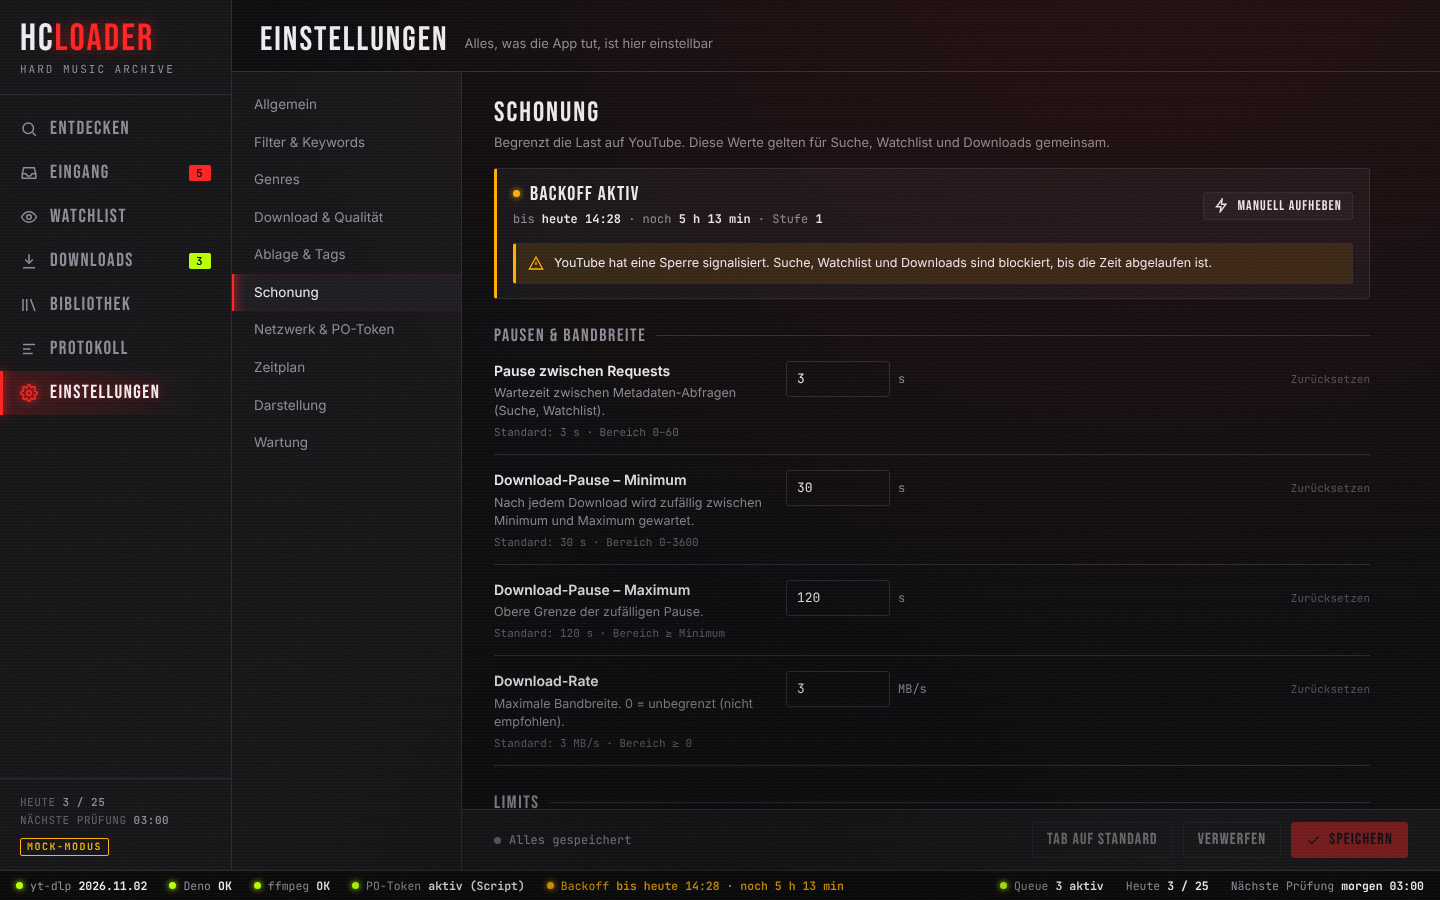 HCLOADER
HARD MUSIC ARCHIVE
ENTDECKEN
EINGANG 5
WATCHLIST
DOWNLOADS 3
BIBLIOTHEK
PROTOKOLL
EINSTELLUNGEN
HEUTE 3 / 25
NÄCHSTE PRÜFUNG 03:00
MOCK-MODUS
EINSTELLUNGEN Alles, was die App tut, ist hier einstellbar
Allgemein
Filter & Keywords
Genres
Download & Qualität
Ablage & Tags
Schonung
Netzwerk & PO-Token
Zeitplan
Darstellung
Wartung
SCHONUNG
Begrenzt die Last auf YouTube. Diese Werte gelten für Suche, Watchlist und Downloads gemeinsam.
BACKOFF AKTIV
bis heute 14:28 · noch 5 h 13 min · Stufe 1
MANUELL AUFHEBEN
YouTube hat eine Sperre signalisiert. Suche, Watchlist und Downloads sind blockiert, bis die Zeit abgelaufen ist.
PAUSEN & BANDBREITE
Pause zwischen Requests
Wartezeit zwischen Metadaten-Abfragen
(Suche, Watchlist).
Standard: 3 s · Bereich 0–60
3 s
Zurücksetzen
Download-Pause – Minimum
Nach jedem Download wird zufällig zwischen
Minimum und Maximum gewartet.
Standard: 30 s · Bereich 0–3600
30 s
Zurücksetzen
Download-Pause – Maximum
Obere Grenze der zufälligen Pause.
Standard: 120 s · Bereich ≥ Minimum
120 s
Zurücksetzen
Download-Rate
Maximale Bandbreite. 0 = unbegrenzt (nicht
empfohlen).
Standard: 3 MB/s · Bereich ≥ 0
3 MB/s
Zurücksetzen
LIMITS
Alles gespeichert
TAB AUF STANDARD
VERWERFEN
SPEICHERN
yt-dlp 2026.11.02 Deno OK ffmpeg OK PO-Token aktiv (Script) Backoff bis heute 14:28 · noch 5 h 13 min Queue 3 aktiv Heute 3 / 25 Nächste Prüfung morgen 03:00